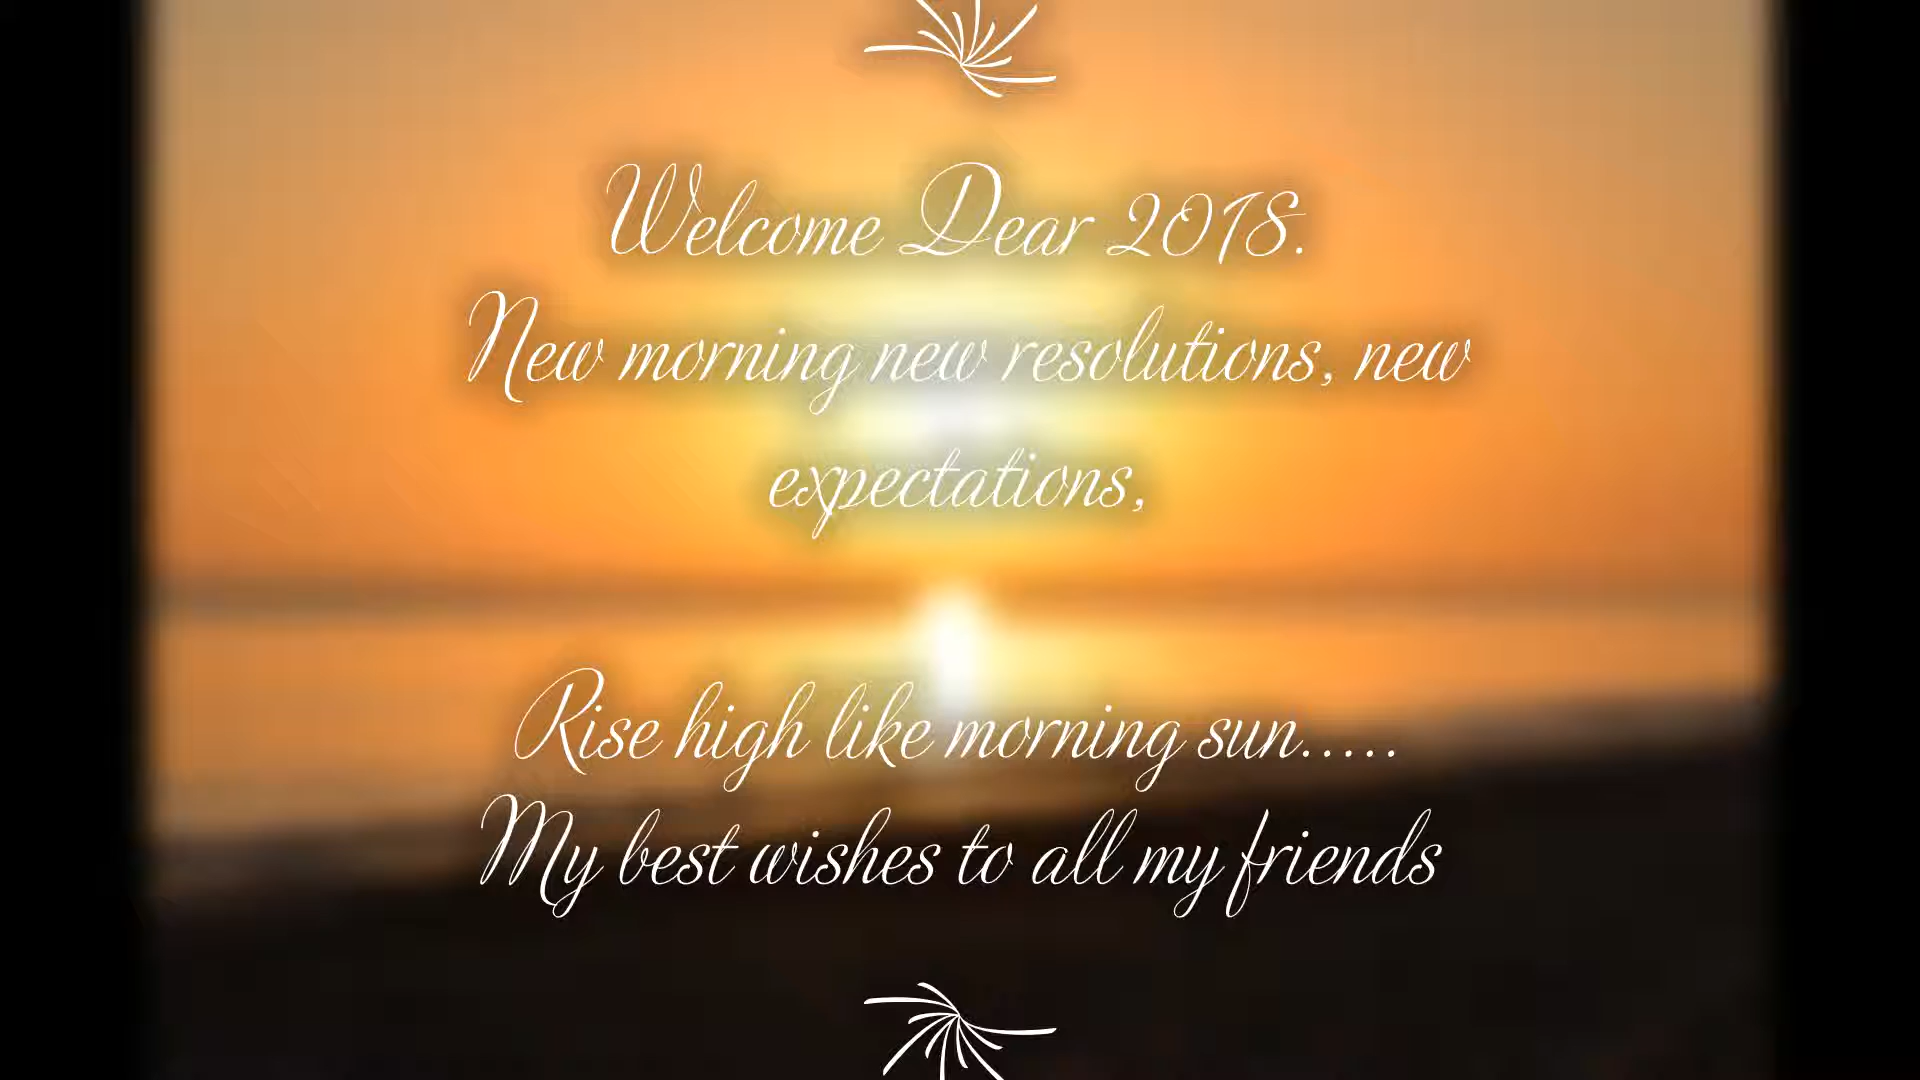 Welcome Dear 2018.
New morning new resolutions, new
expectations,
Rise high like morning sun.....
My best wishes to all my friends